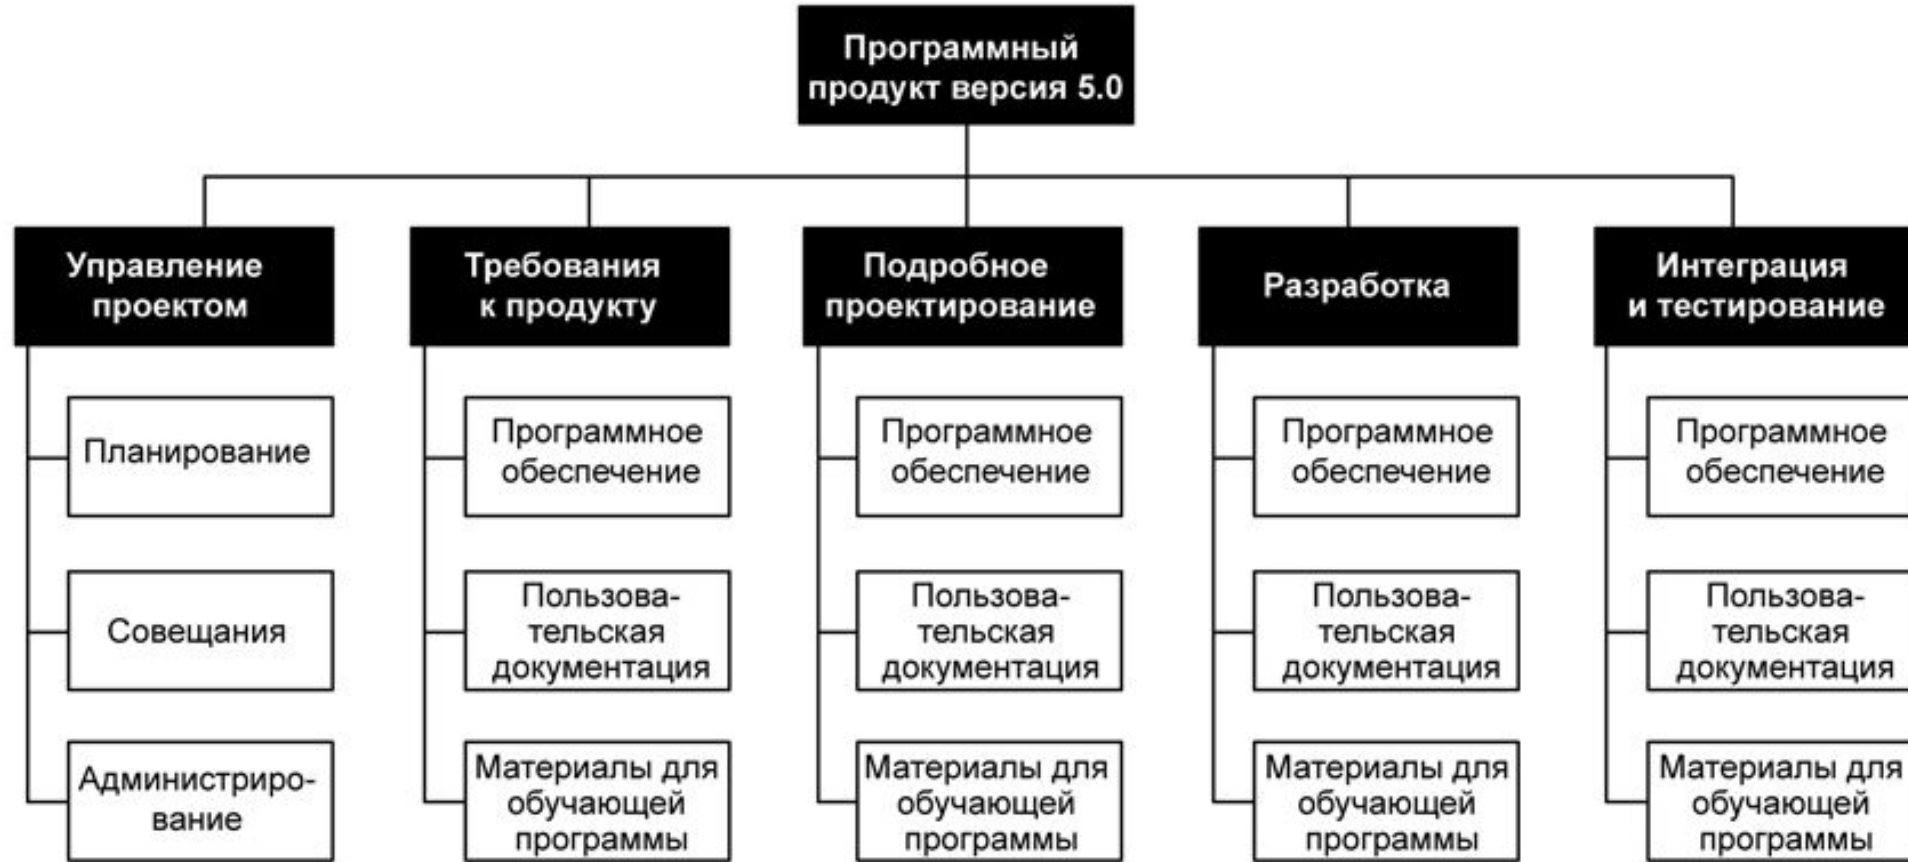 Программный
продукт версия 5.0
Управление
проектом
Требования
к продукту
Подробное
проектирование
Разработка
Интеграция
и тестирование
Планирование
Программное
обеспечение
Программное
обеспечение
Программное
обеспечение
Программное
обеспечение
Совещания
Пользова-
тельская
документация
Пользова-
тельская
документация
Пользова-
тельская
документация
Пользова-
тельская
документация
Администриро-
вание
Материалы для
обучающей
программы
Материалы для
обучающей
программы
Материалы для
обучающей
программы
Материалы для
обучающей
программы